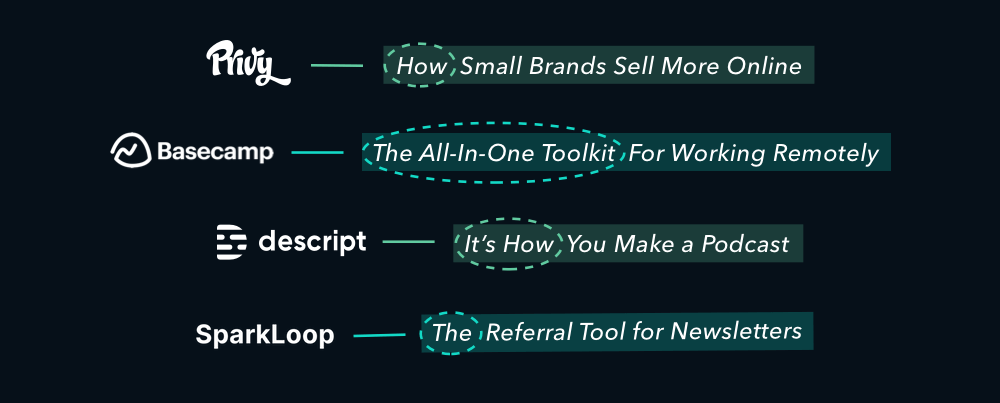 Privy How Small Brands Sell More Online
Basecamp The All-In-One Toolkit For Working Remotely
descript It's How You Make a Podcast
SparkLoop The Referral Tool for Newsletters